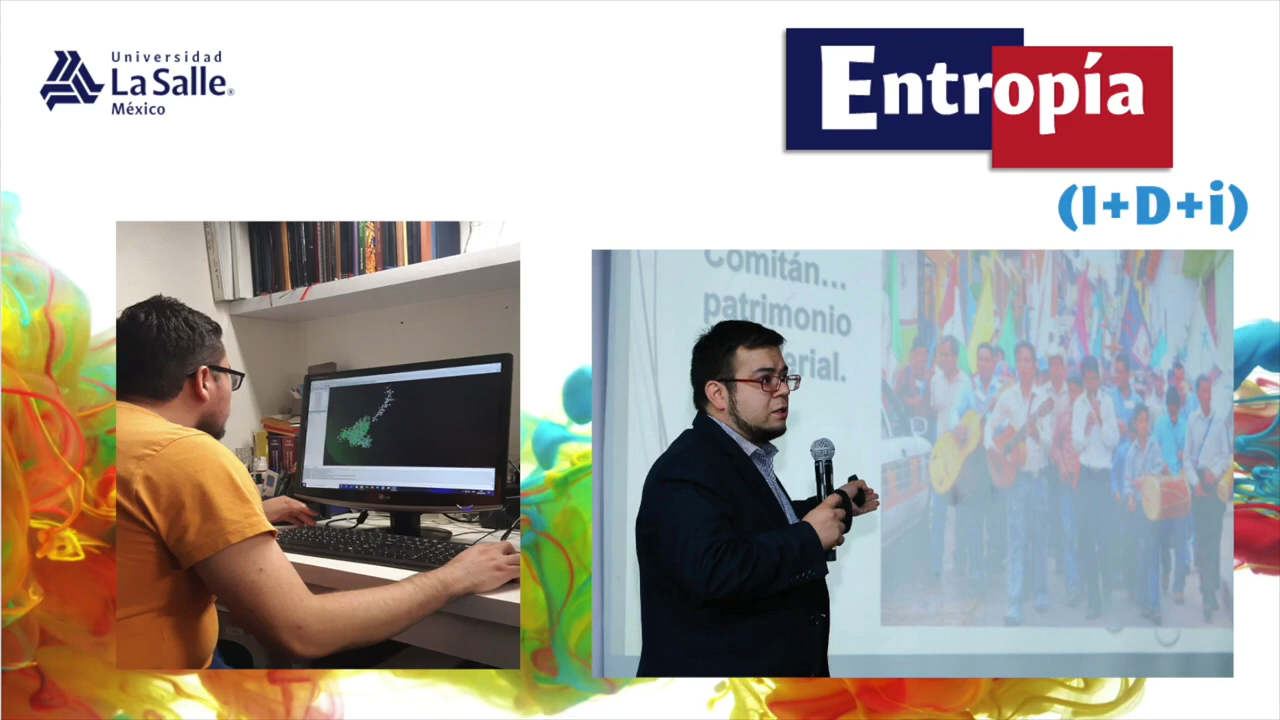 Universidad
La Salle®
México
Entropía
(I+D+i)
Comitán...
patrimonio
erial.
LG